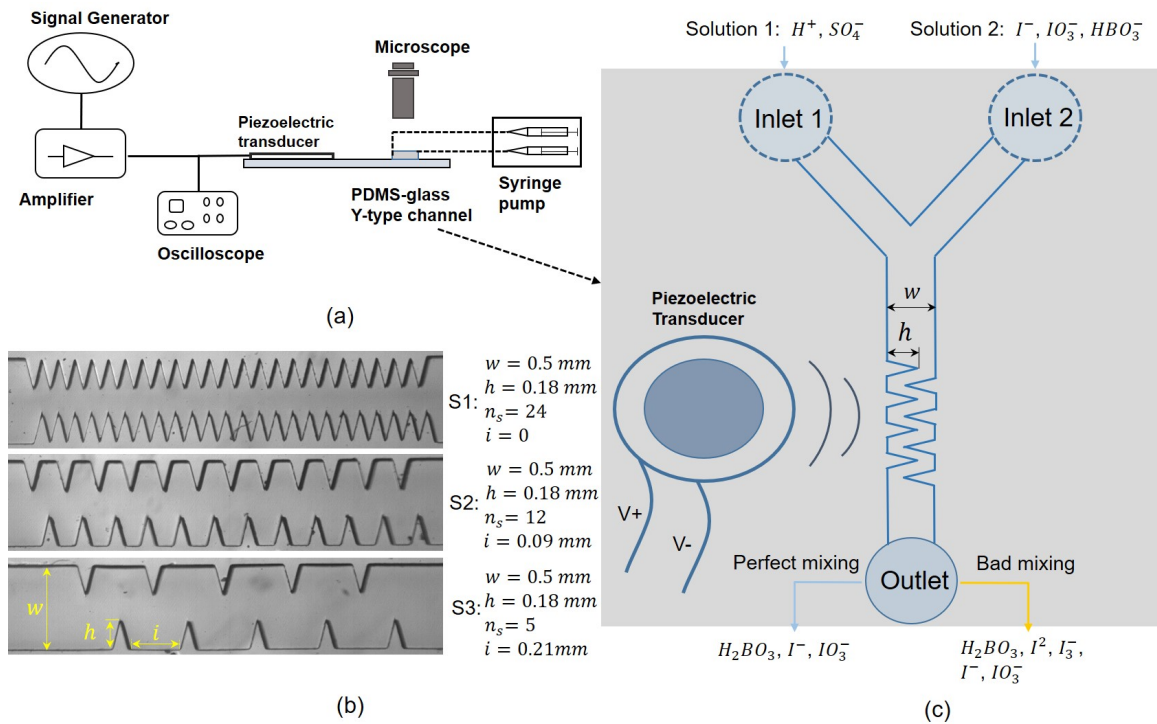 Signal Generator
Microscope
Piezoelectric
transducer
Amplifier
Oscilloscope
PDMS-glass
Y-type channel
Syringe
pump
(a)
S1:
w = 0.5 mm
h = 0.18 mm
n_s = 24
i = 0
S2:
w = 0.5 mm
h = 0.18 mm
n_s = 12
i = 0.09 mm
w
h
i
S3:
w = 0.5 mm
h = 0.18 mm
n_s = 5
i = 0.21mm
(b)
Solution 1: H⁺, SO₄⁻
Solution 2: I⁻, IO₃⁻, HBO₃⁻
Inlet 1
Inlet 2
w
h
Piezoelectric
Transducer
V+
V-
Perfect mixing
Outlet
Bad mixing
H₂BO₃, I⁻, IO₃⁻
H₂BO₃, I², I₃⁻,
I⁻, IO₃⁻
(c)